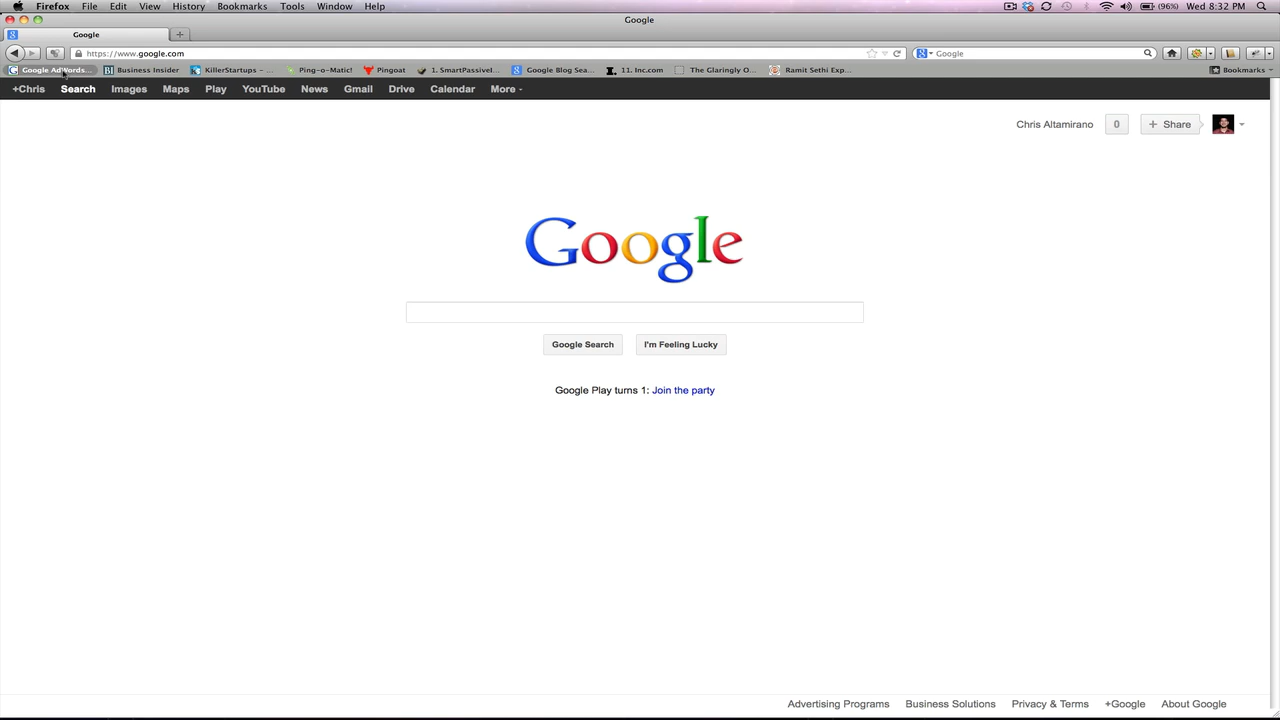 Firefox File Edit View History Bookmarks Tools Window Help (96%) Wed 8:32 PM
Google
Google
https://www.google.com Google
Google AdWords... Business Insider KillerStartups – ... Ping-o-Matic! Pingoat 1. SmartPassiveI... Google Blog Sea... 11. Inc.com The Glaringly O... Ramit Sethi Exp... Bookmarks
+Chris Search Images Maps Play YouTube News Gmail Drive Calendar More
Chris Altamirano 0 + Share
Google
Google Search I'm Feeling Lucky
Google Play turns 1: Join the party
Advertising Programs Business Solutions Privacy & Terms +Google About Google